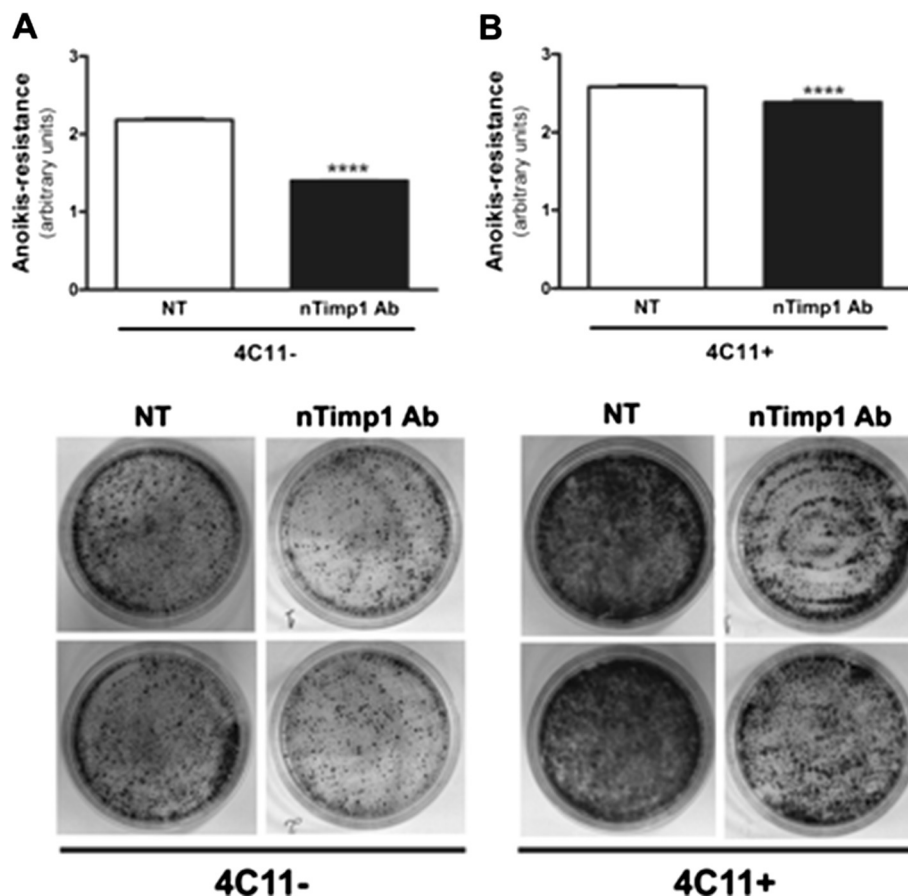 A
Anoikis-resistance
(arbitrary units)
3
2
1
0
****
NT
nTimp1 Ab
4C11-
B
Anoikis-resistance
(arbitrary units)
3
2
1
0
****
NT
nTimp1 Ab
4C11+
NT
nTimp1 Ab
4C11-
NT
nTimp1 Ab
4C11+